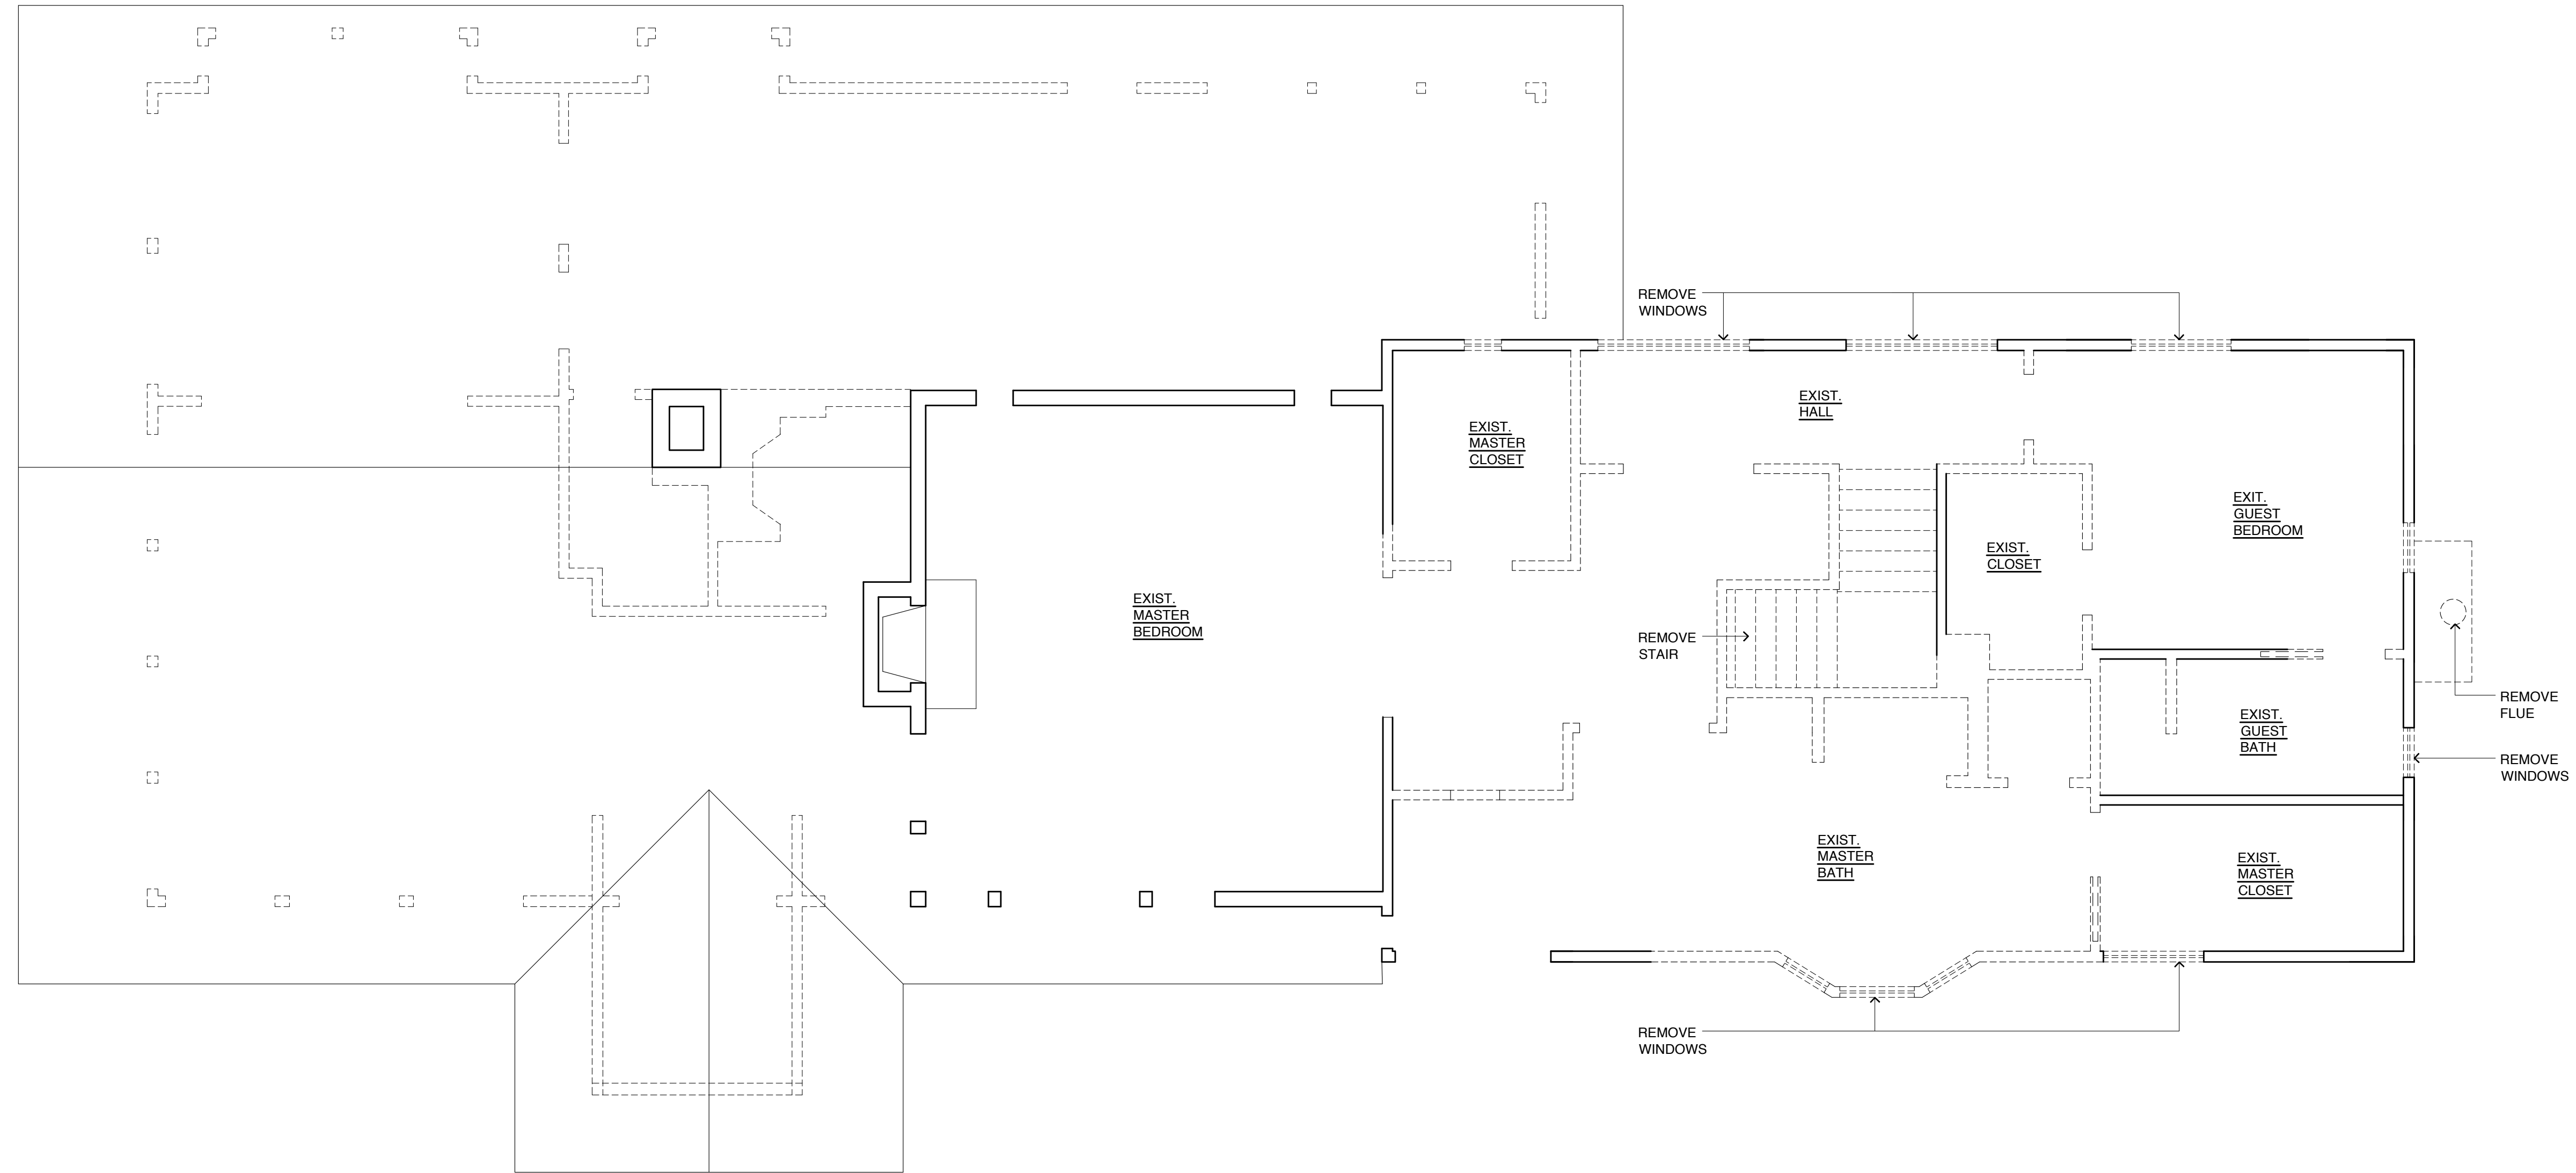 REMOVE
WINDOWS
EXIST.
HALL
EXIST.
MASTER
CLOSET
EXIT.
GUEST
BEDROOM
EXIST.
CLOSET
EXIST.
MASTER
BEDROOM
REMOVE
STAIR
REMOVE
FLUE
EXIST.
GUEST
BATH
REMOVE
WINDOWS
EXIST.
MASTER
BATH
EXIST.
MASTER
CLOSET
REMOVE
WINDOWS